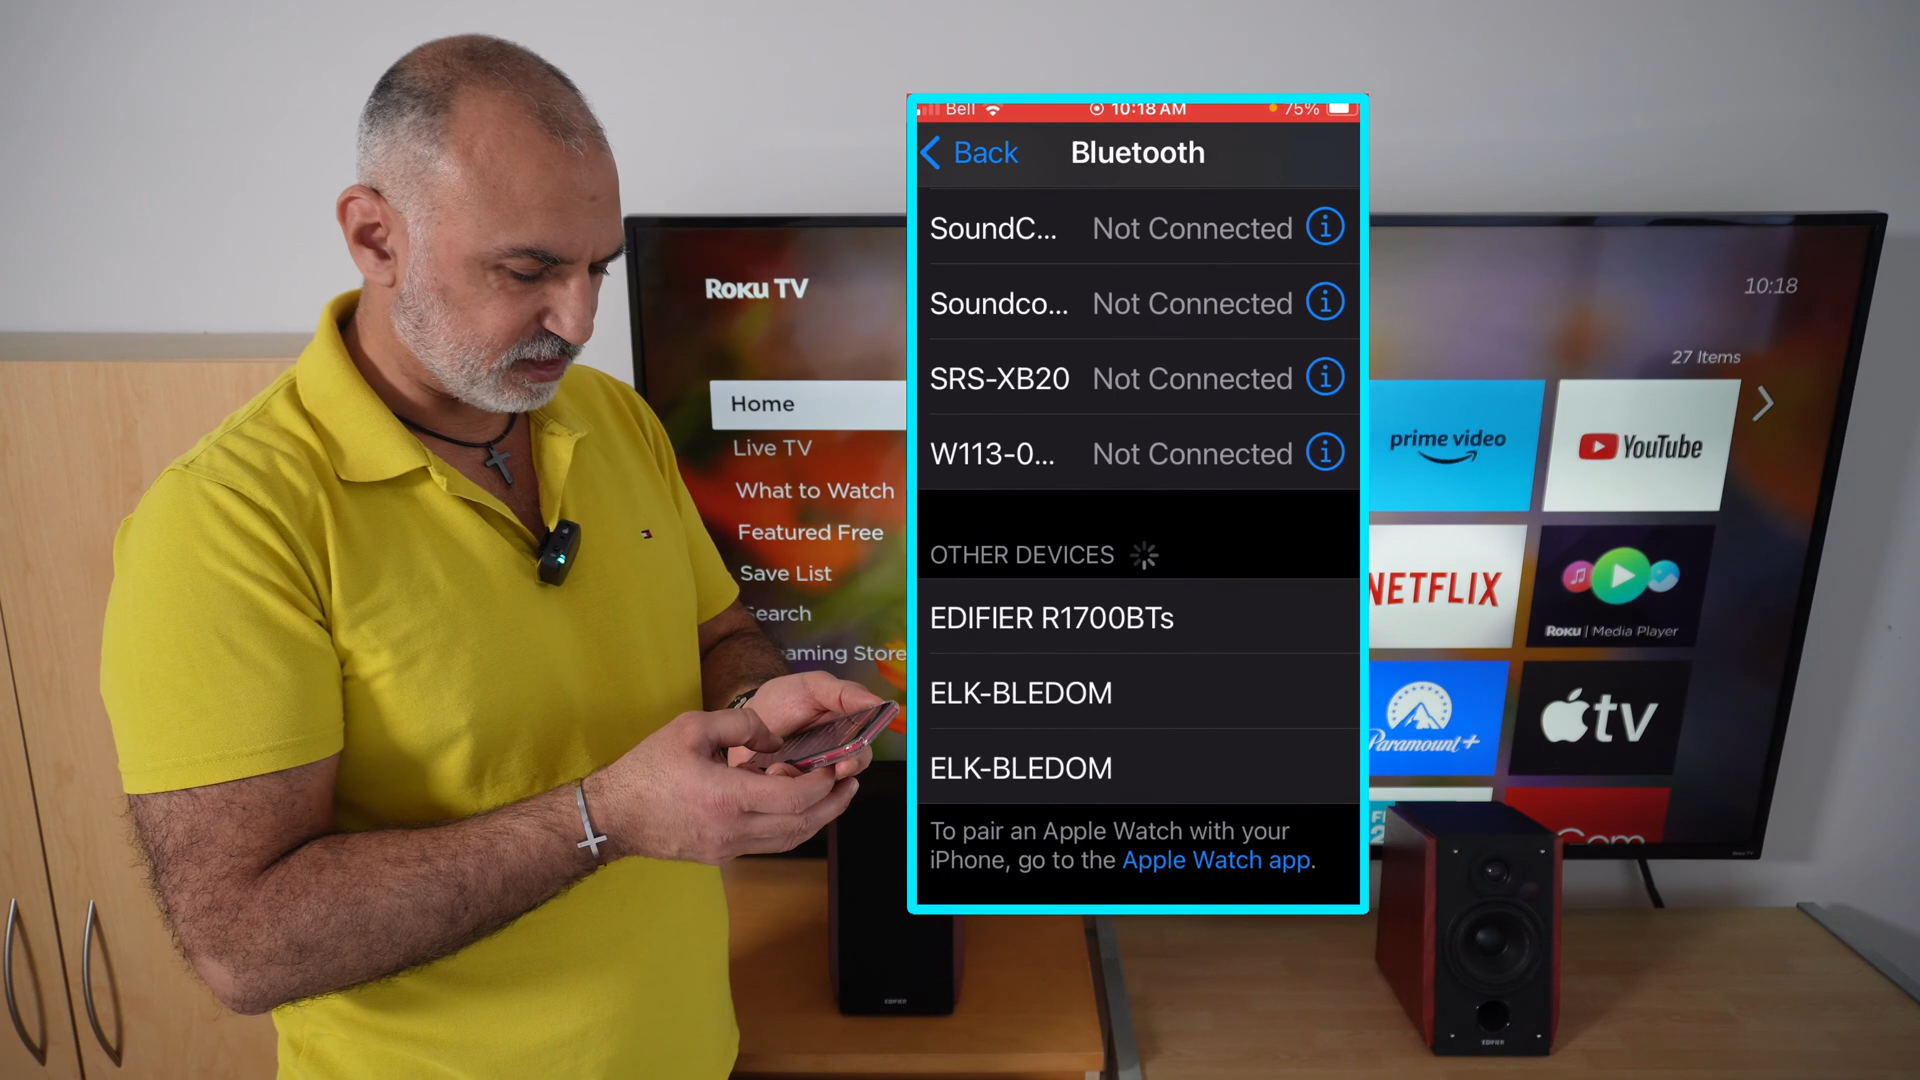 Bell 10:18 AM 75%
Back Bluetooth
SoundC... Not Connected
Soundco... Not Connected
SRS-XB20 Not Connected
W113-0... Not Connected
OTHER DEVICES
EDIFIER R1700BTs
ELK-BLEDOM
ELK-BLEDOM
To pair an Apple Watch with your
iPhone, go to the Apple Watch app.
Roku TV
10:18
27 Items
Home
Live TV
What to Watch
Featured Free
Save List
Search
aming Store
prime video
YouTube
NETFLIX
Roku | Media Player
Paramount+
tv
EDIFIER
EDIFIER